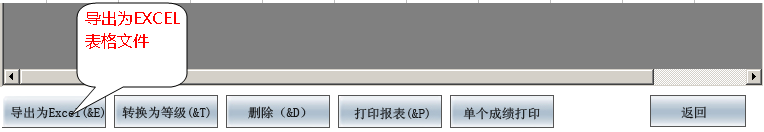 导出为EXCEL
表格文件
导出为Excel(&E)
转换为等级(&T)
删除（&D）
打印报表(&P)
单个成绩打印
返回